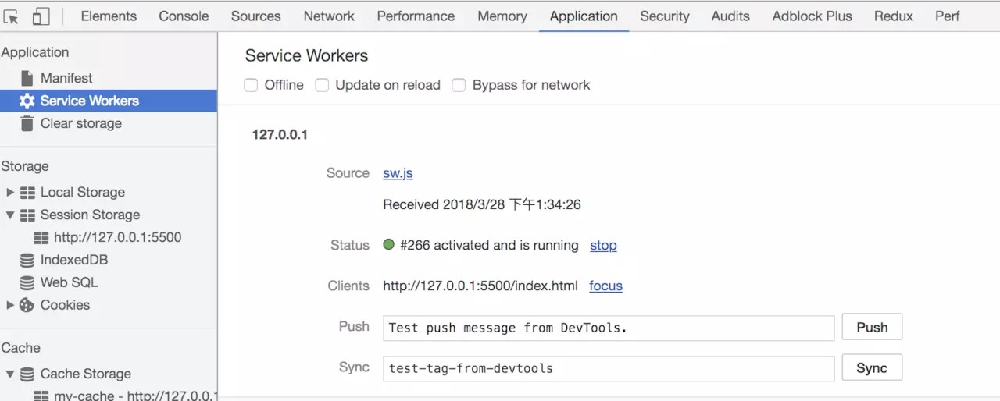 Elements Console Sources Network Performance Memory Application Security Audits Adblock Plus Redux Perf
Application
Manifest
Service Workers
Clear storage
Storage
Local Storage
Session Storage
http://127.0.0.1:5500
IndexedDB
Web SQL
Cookies
Cache
Cache Storage
my-cache - http://127.0.0.1
Service Workers
Offline Update on reload Bypass for network
127.0.0.1
Source sw.js
Received 2018/3/28 下午1:34:26
Status #266 activated and is running stop
Clients http://127.0.0.1:5500/index.html focus
Push Test push message from DevTools. Push
Sync test-tag-from-devtools Sync